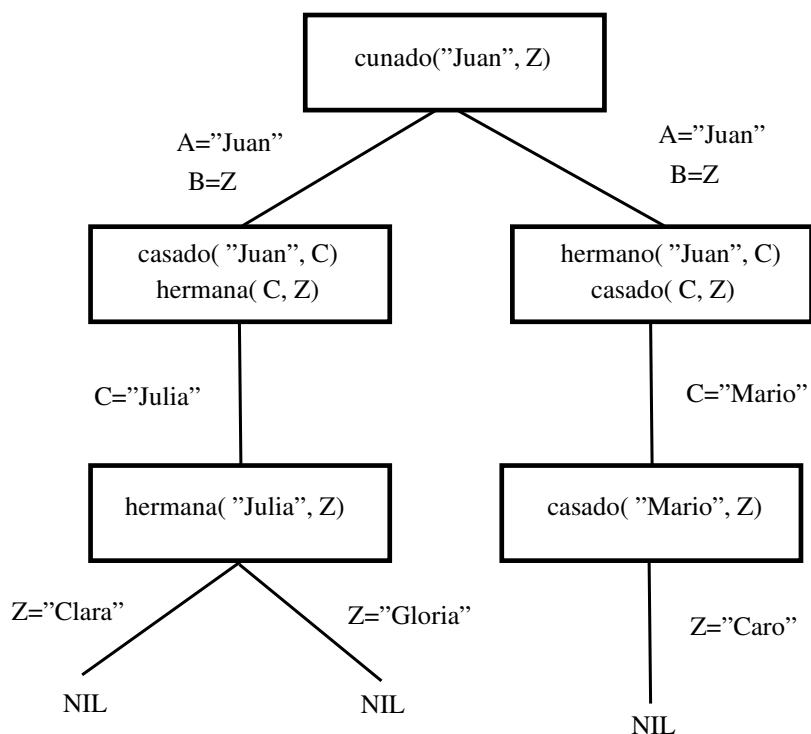 cunado(”Juan”, Z)
A=”Juan”
B=Z
A=”Juan”
B=Z
casado( ”Juan”, C)
hermana( C, Z)
hermano( ”Juan”, C)
casado( C, Z)
C=”Julia”
C=”Mario”
hermana( ”Julia”, Z)
casado( ”Mario”, Z)
Z=”Clara”
Z=”Gloria”
Z=”Caro”
NIL
NIL
NIL